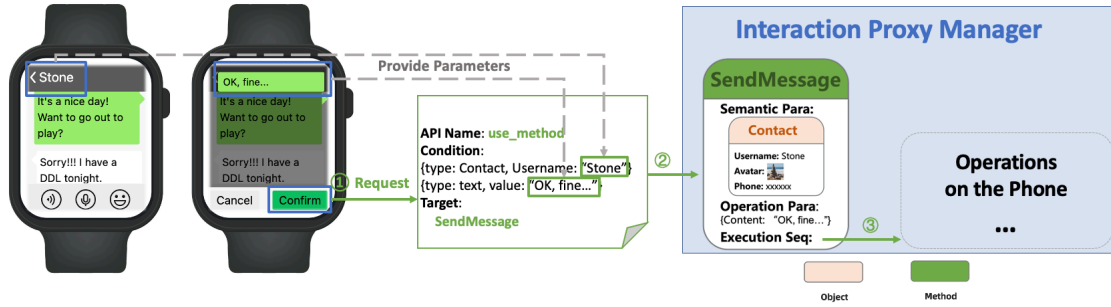 Stone
It's a nice day!
Want to go out to
play?
Sorry!!! I have a
DDL tonight.
OK, fine...
It's a nice day!
Want to go out to
play?
Sorry!!! I have a
DDL tonight.
Cancel
Confirm
Provide Parameters
① Request
API Name: use_method
Condition:
{type: Contact, Username: “Stone”}
{type: text, value: “OK, fine...”}
Target:
SendMessage
②
Interaction Proxy Manager
SendMessage
Semantic Para:
Contact
Username: Stone
Avatar:
Phone: xxxxxx
Operation Para:
{Content: “OK, fine...”}
Execution Seq:
③
Operations
on the Phone
...
Object
Method